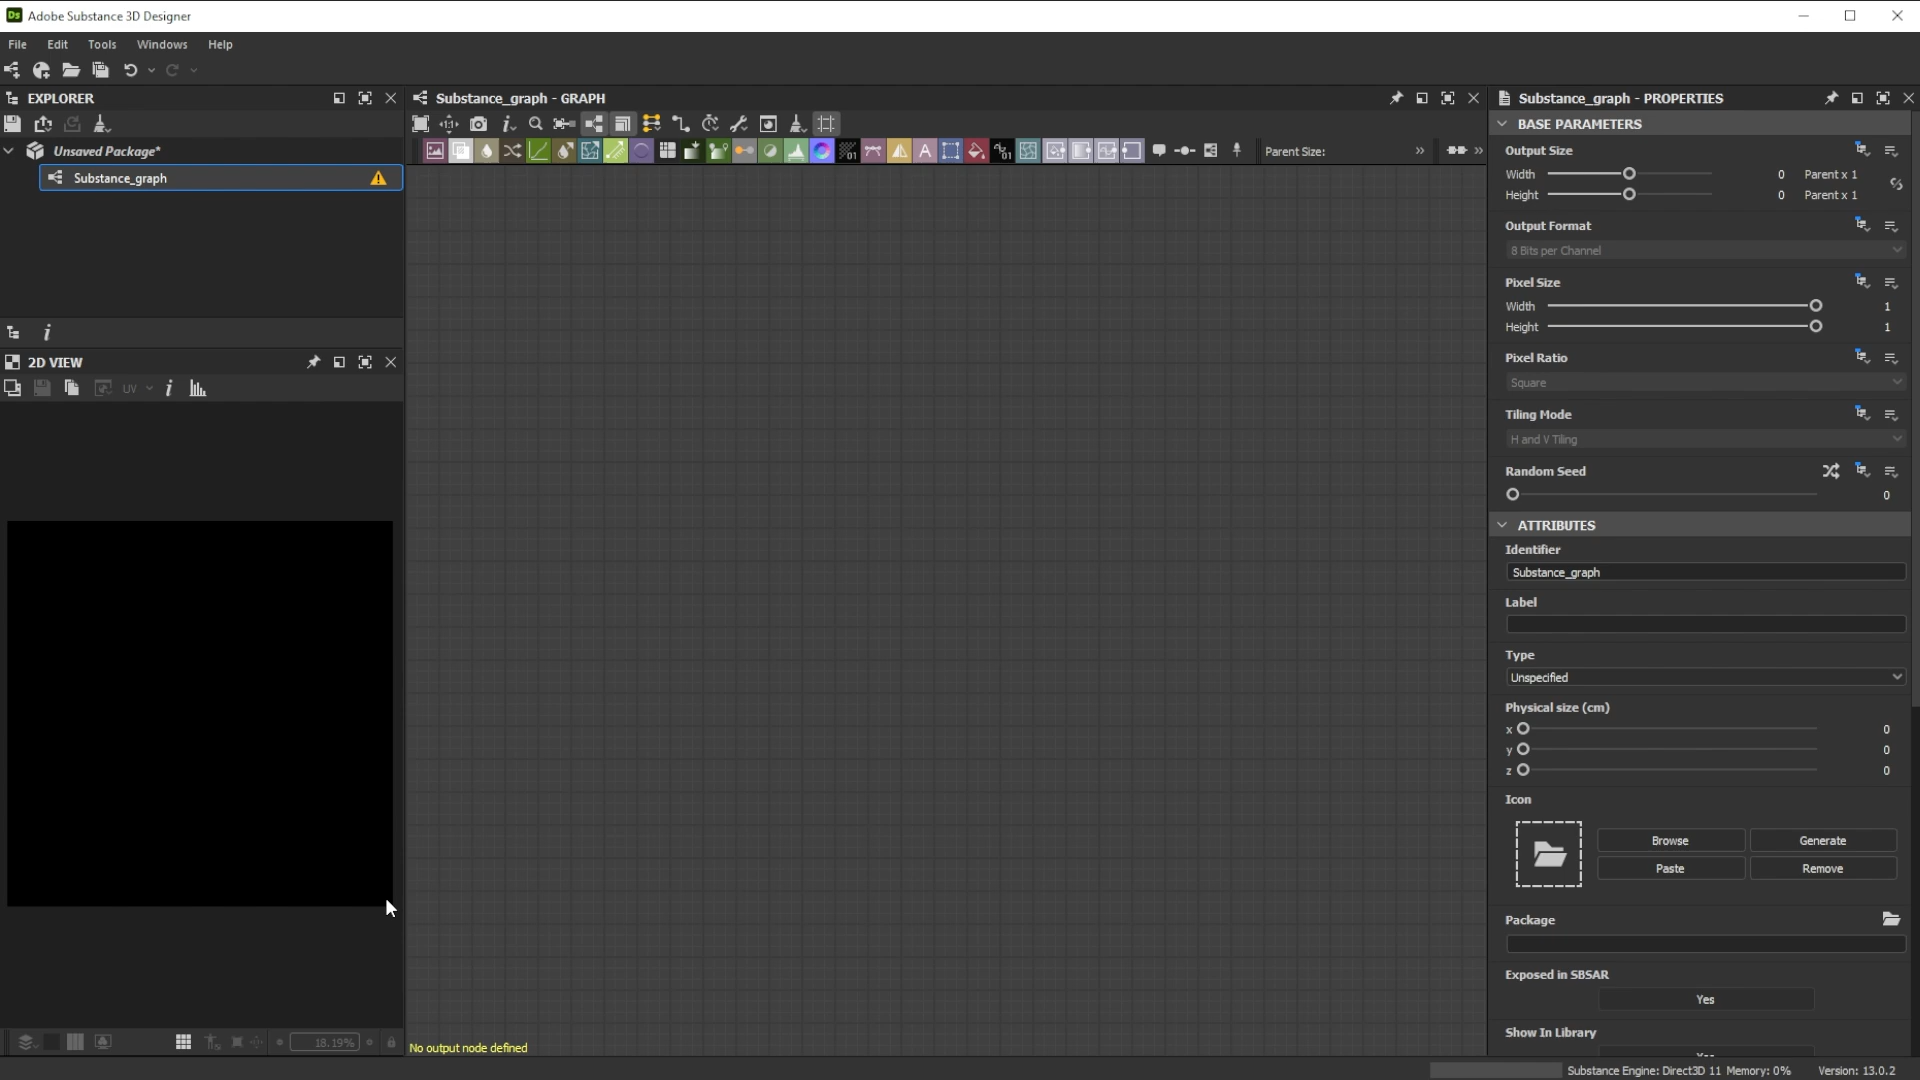 Ds Adobe Substance 3D Designer
File Edit Tools Windows Help
EXPLORER
Unsaved Package*
Substance_graph
2D VIEW
UV
18.19%
Substance_graph - GRAPH
Parent Size:
No output node defined
Substance_graph - PROPERTIES
BASE PARAMETERS
Output Size
Width 0 Parent x 1
Height 0 Parent x 1
Output Format
8 Bits per Channel
Pixel Size
Width 1
Height 1
Pixel Ratio
Square
Tiling Mode
H and V Tiling
Random Seed
0
ATTRIBUTES
Identifier
Substance_graph
Label
Type
Unspecified
Physical size (cm)
x 0
y 0
z 0
Icon
Browse Generate
Paste Remove
Package
Exposed in SBSAR
Yes
Show In Library
Substance Engine: Direct3D 11 Memory: 0% Version: 13.0.2